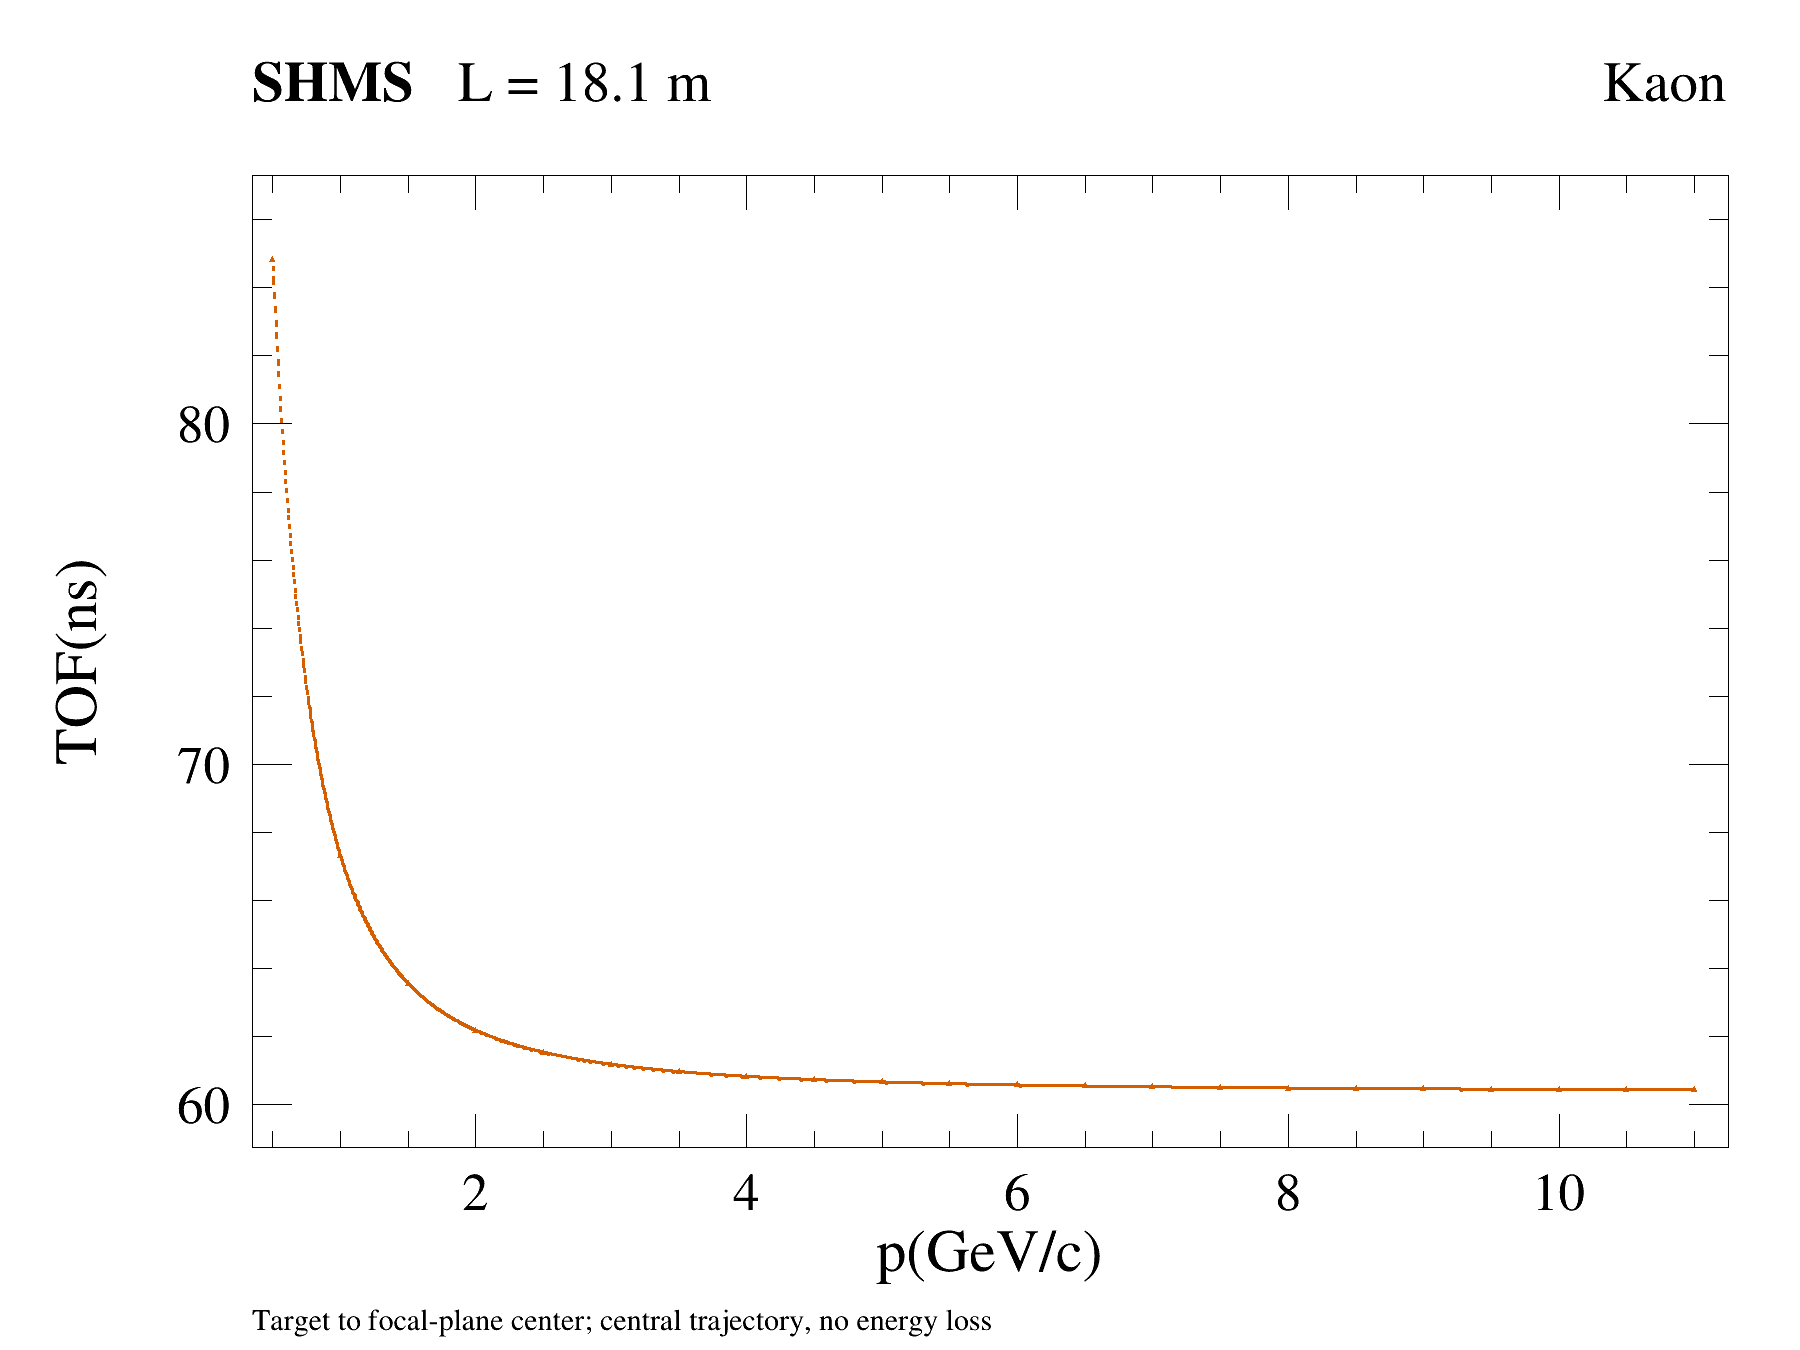 SHMS L = 18.1 m
Kaon
TOF(ns)
80
70
60
2 4 6 8 10
p(GeV/c)
Target to focal-plane center; central trajectory, no energy loss